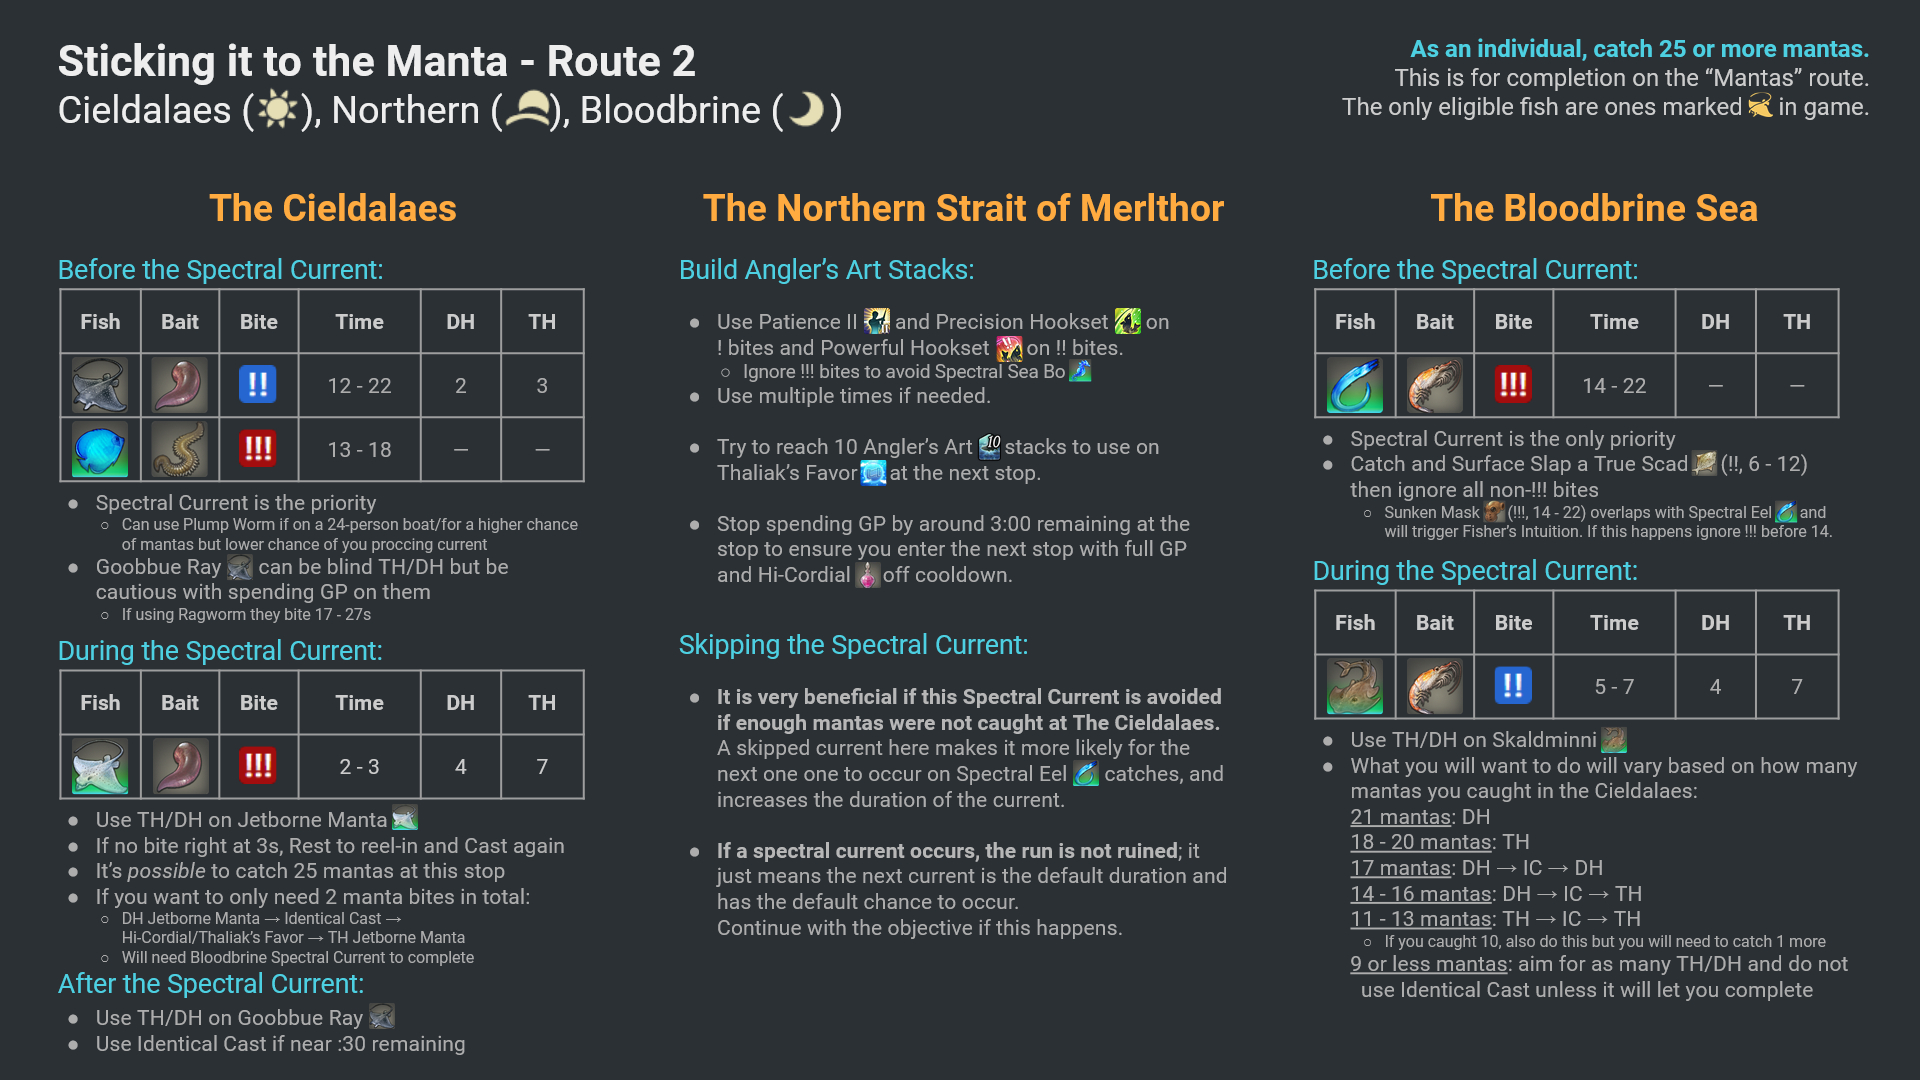 Sticking it to the Manta - Route 2
Cieldalaes ( ), Northern ( ), Bloodbrine ( )
As an individual, catch 25 or more mantas.
This is for completion on the “Mantas” route.
The only eligible fish are ones marked in game.
The Cieldalaes
Before the Spectral Current:
Fish Bait Bite Time DH TH
!! 12 - 22 2 3
!!! 13 - 18 — —
● Spectral Current is the priority
○ Can use Plump Worm if on a 24-person boat/for a higher chance
of mantas but lower chance of you proccing current
● Goobbue Ray can be blind TH/DH but be
cautious with spending GP on them
○ If using Ragworm they bite 17 - 27s
During the Spectral Current:
Fish Bait Bite Time DH TH
!!! 2 - 3 4 7
● Use TH/DH on Jetborne Manta
● If no bite right at 3s, Rest to reel-in and Cast again
● It’s possible to catch 25 mantas at this stop
● If you want to only need 2 manta bites in total:
○ DH Jetborne Manta → Identical Cast →
Hi-Cordial/Thaliak’s Favor → TH Jetborne Manta
○ Will need Bloodbrine Spectral Current to complete
After the Spectral Current:
● Use TH/DH on Goobbue Ray
● Use Identical Cast if near :30 remaining
The Northern Strait of Merlthor
Build Angler’s Art Stacks:
● Use Patience II and Precision Hookset on
! bites and Powerful Hookset on !! bites.
○ Ignore !!! bites to avoid Spectral Sea Bo
● Use multiple times if needed.
● Try to reach 10 Angler’s Art 10 stacks to use on
Thaliak’s Favor at the next stop.
● Stop spending GP by around 3:00 remaining at the
stop to ensure you enter the next stop with full GP
and Hi-Cordial off cooldown.
Skipping the Spectral Current:
● It is very beneficial if this Spectral Current is avoided
if enough mantas were not caught at The Cieldalaes.
A skipped current here makes it more likely for the
next one one to occur on Spectral Eel catches, and
increases the duration of the current.
● If a spectral current occurs, the run is not ruined; it
just means the next current is the default duration and
has the default chance to occur.
Continue with the objective if this happens.
The Bloodbrine Sea
Before the Spectral Current:
Fish Bait Bite Time DH TH
!!! 14 - 22 — —
● Spectral Current is the only priority
● Catch and Surface Slap a True Scad (!!, 6 - 12)
then ignore all non-!!! bites
○ Sunken Mask (!!!, 14 - 22) overlaps with Spectral Eel and
will trigger Fisher’s Intuition. If this happens ignore !!! before 14.
During the Spectral Current:
Fish Bait Bite Time DH TH
!! 5 - 7 4 7
● Use TH/DH on Skaldminni
● What you will want to do will vary based on how many
mantas you caught in the Cieldalaes:
21 mantas: DH
18 - 20 mantas: TH
17 mantas: DH → IC → DH
14 - 16 mantas: DH → IC → TH
11 - 13 mantas: TH → IC → TH
○ If you caught 10, also do this but you will need to catch 1 more
9 or less mantas: aim for as many TH/DH and do not
use Identical Cast unless it will let you complete